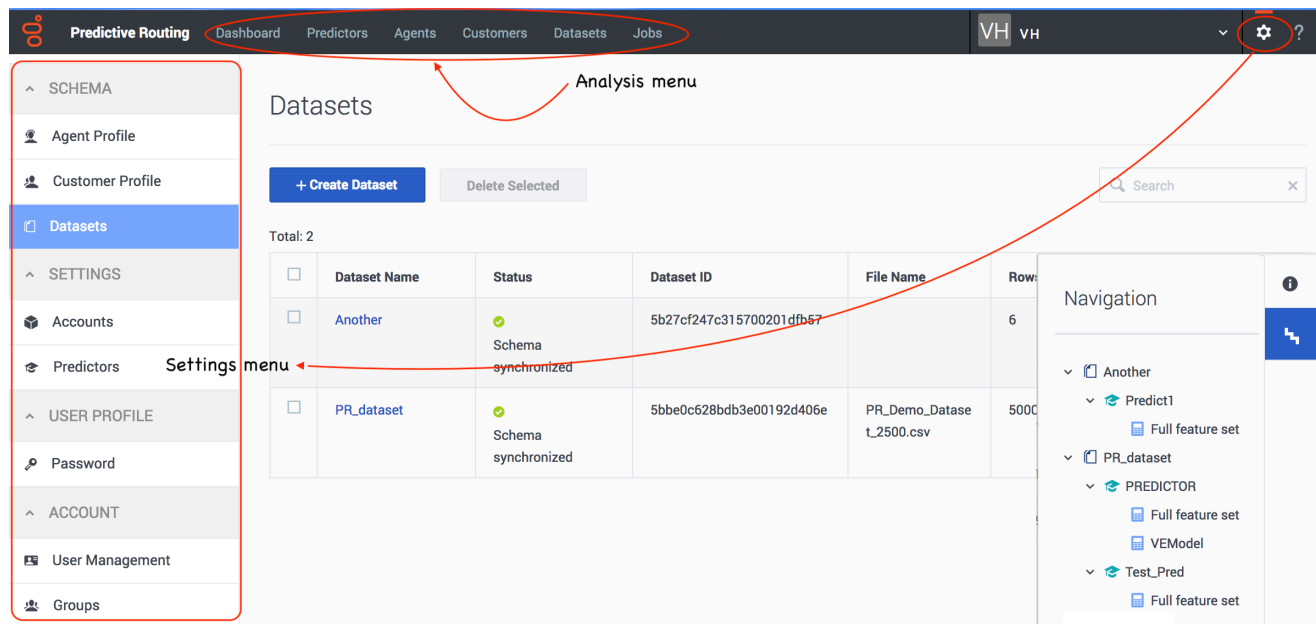 Predictive Routing Dashboard Predictors Agents Customers Datasets Jobs VH VH ?
Analysis menu
SCHEMA
Agent Profile
Customer Profile
Datasets
SETTINGS
Accounts
Predictors
USER PROFILE
Password
ACCOUNT
User Management
Groups
Settings menu
Datasets
+ Create Dataset Delete Selected Search
Total: 2
Dataset Name Status Dataset ID File Name Rows
Another Schema synchronized 5b27cf247c315700201dfb57 6
PR_dataset Schema synchronized 5bbe0c628bdb3e00192d406e PR_Demo_Datase
t_2500.csv 5000
Navigation
Another
Predict1
Full feature set
PR_dataset
PREDICTOR
Full feature set
VEModel
Test_Pred
Full feature set